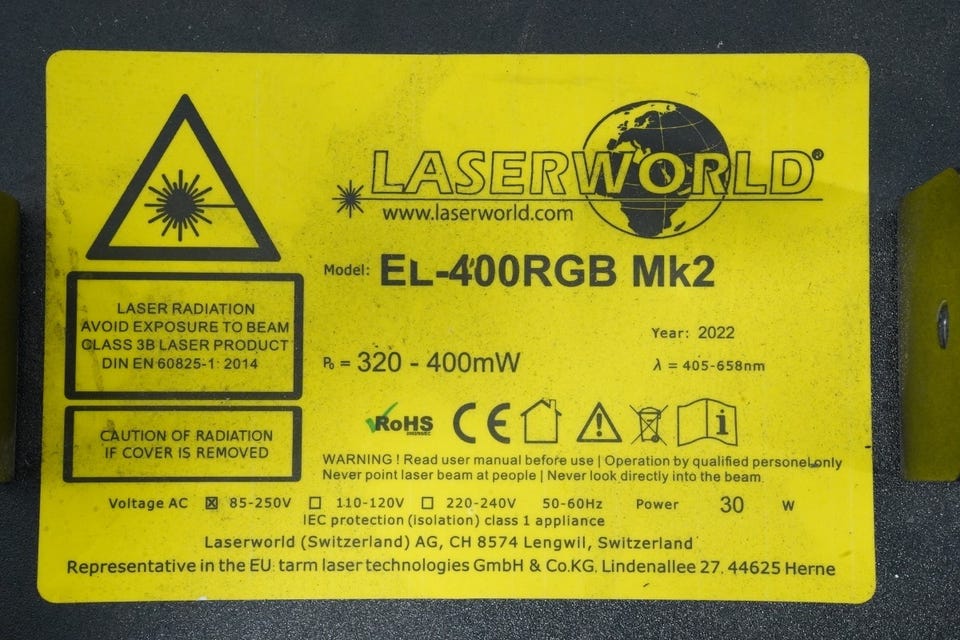 LASERWORLD®
www.laserworld.com
Model: EL-400RGB Mk2
LASER RADIATION
AVOID EXPOSURE TO BEAM
CLASS 3B LASER PRODUCT
DIN EN 60825-1: 2014
Year: 2022
P₀ = 320 - 400mW
λ = 405-658nm
CAUTION OF RADIATION
IF COVER IS REMOVED
RoHS
CE
i
WARNING ! Read user manual before use | Operation by qualified personel only
Never point laser beam at people | Never look directly into the beam.
Voltage AC ☒ 85-250V ☐ 110-120V ☐ 220-240V 50-60Hz Power 30 W
IEC protection (isolation) class 1 appliance
Laserworld (Switzerland) AG, CH 8574 Lengwil, Switzerland
Representative in the EU: tarm laser technologies GmbH & Co.KG. Lindenallee 27. 44625 Herne